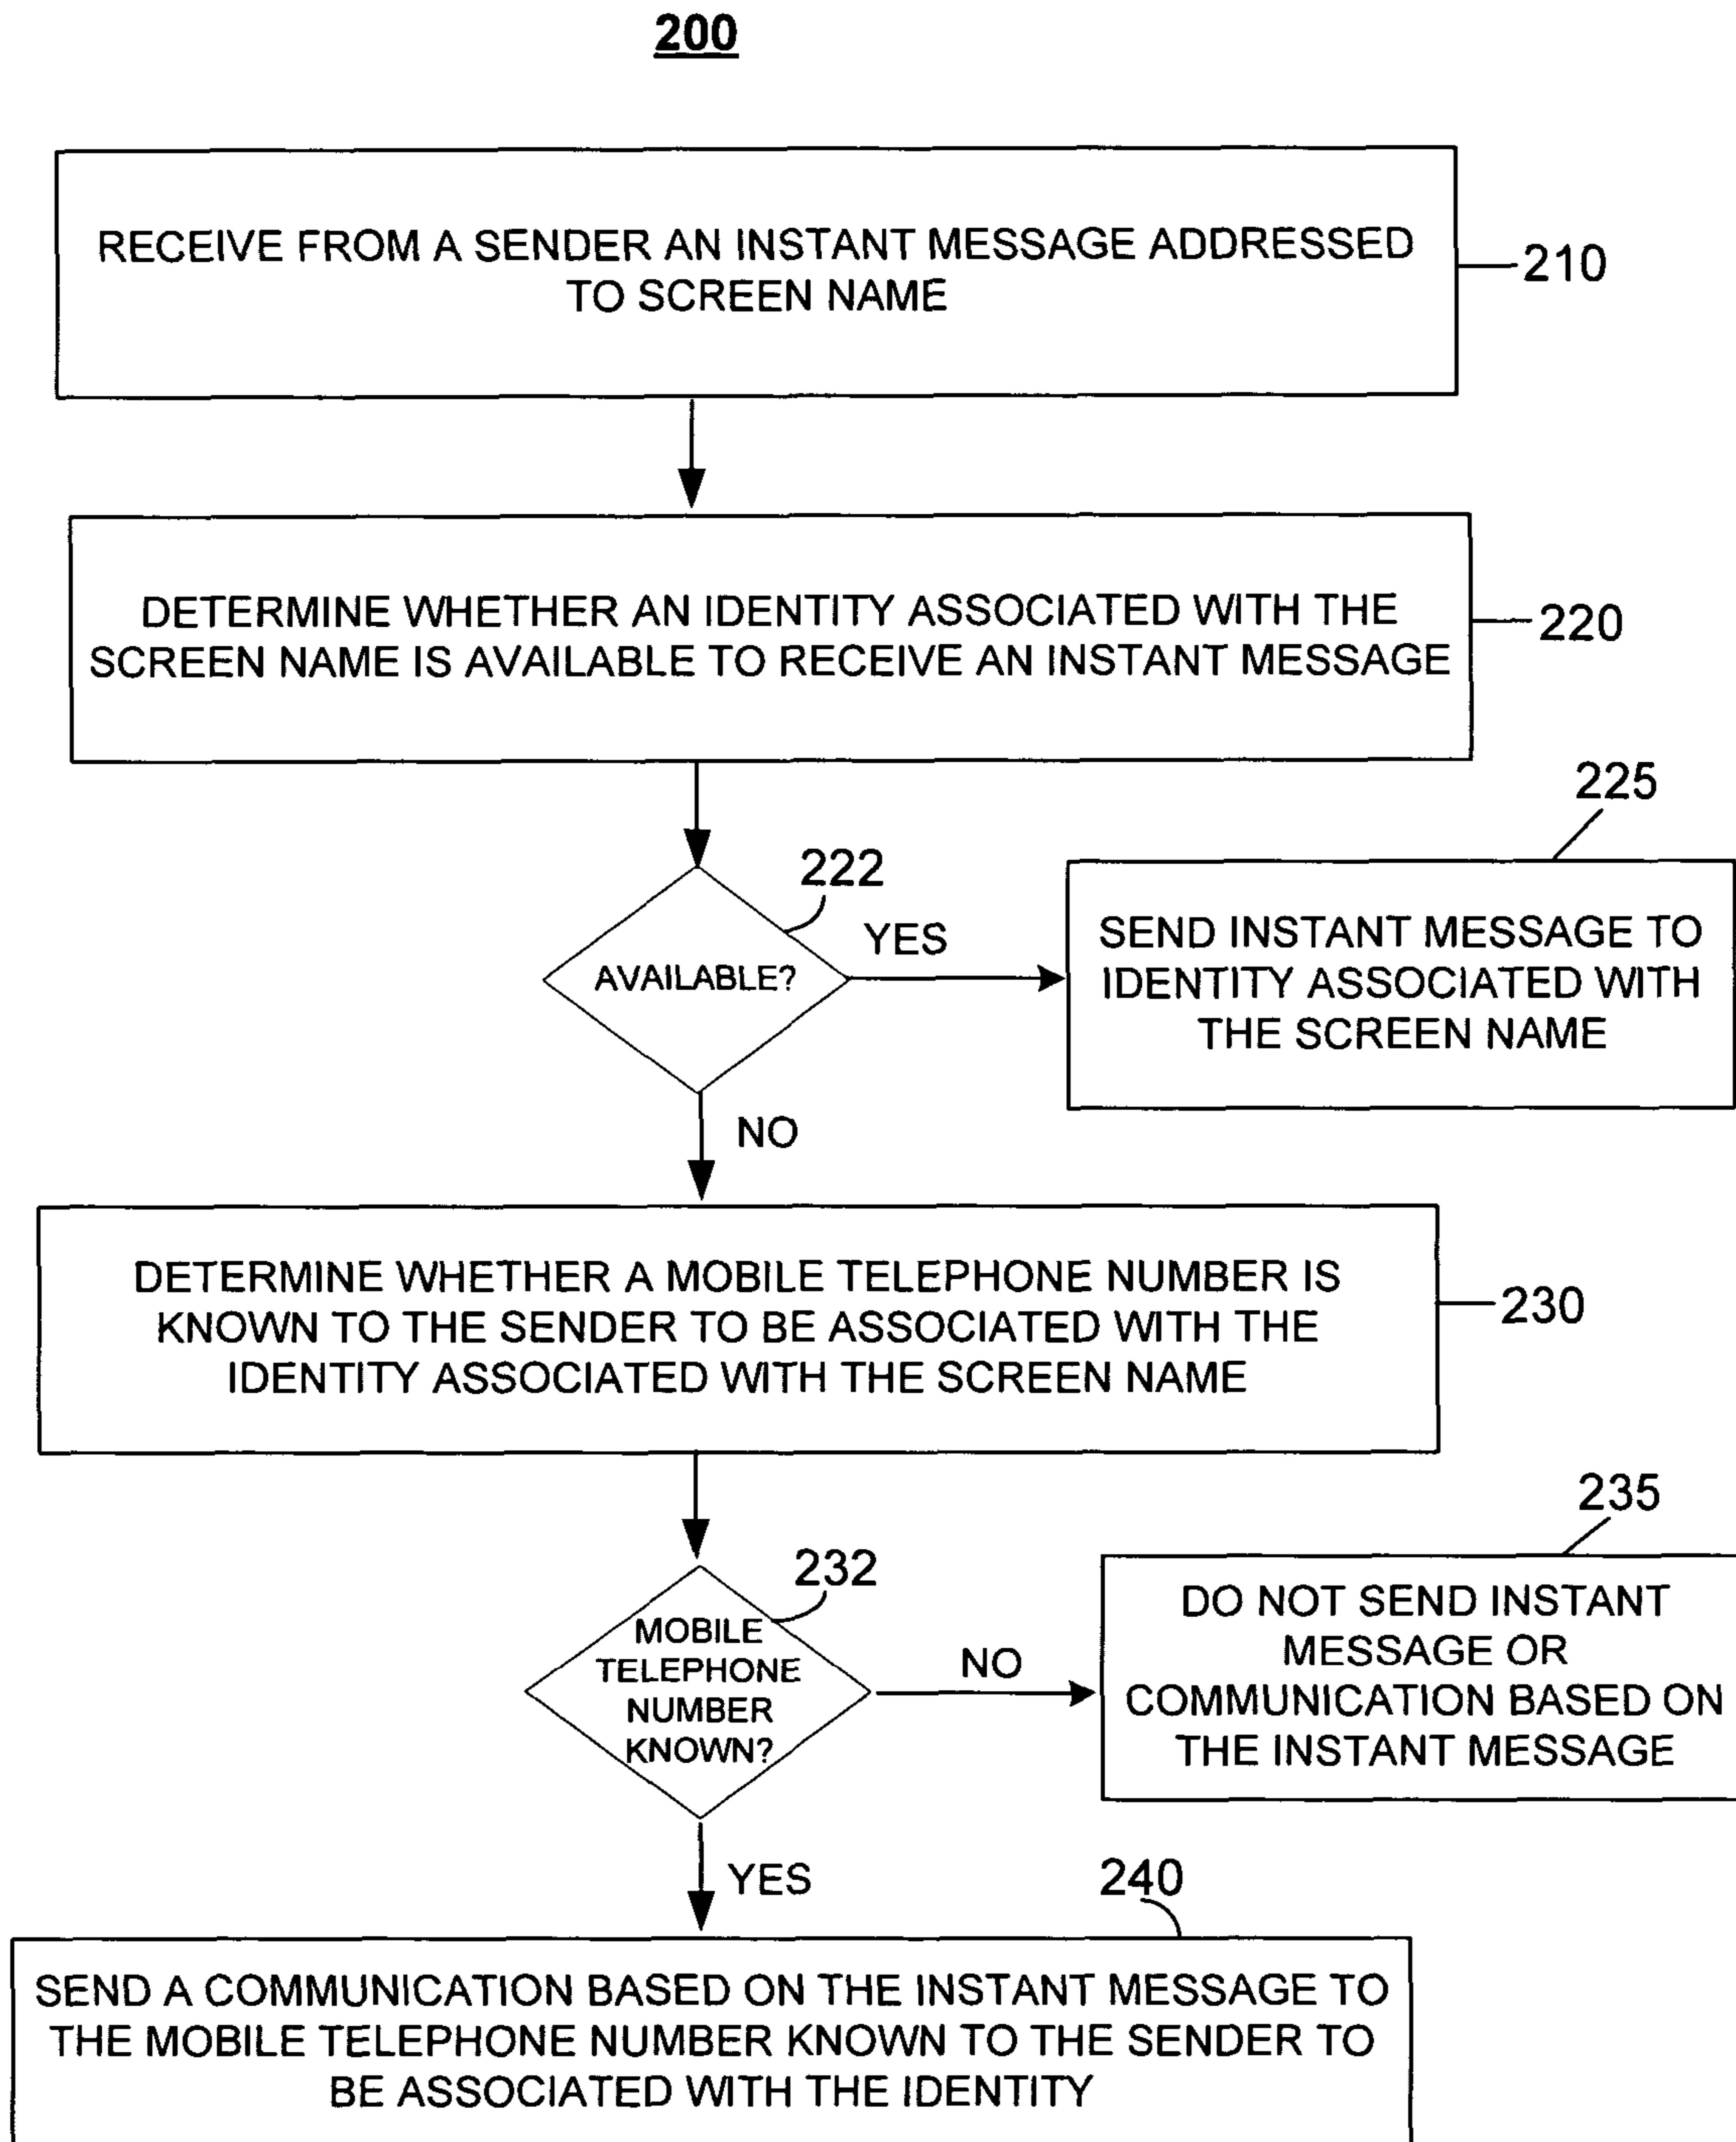 200
RECEIVE FROM A SENDER AN INSTANT MESSAGE ADDRESSED
TO SCREEN NAME
210
DETERMINE WHETHER AN IDENTITY ASSOCIATED WITH THE
SCREEN NAME IS AVAILABLE TO RECEIVE AN INSTANT MESSAGE
220
222
AVAILABLE?
YES
225
SEND INSTANT MESSAGE TO
IDENTITY ASSOCIATED WITH
THE SCREEN NAME
NO
DETERMINE WHETHER A MOBILE TELEPHONE NUMBER IS
KNOWN TO THE SENDER TO BE ASSOCIATED WITH THE
IDENTITY ASSOCIATED WITH THE SCREEN NAME
230
232
MOBILE
TELEPHONE
NUMBER
KNOWN?
NO
235
DO NOT SEND INSTANT
MESSAGE OR
COMMUNICATION BASED ON
THE INSTANT MESSAGE
YES
240
SEND A COMMUNICATION BASED ON THE INSTANT MESSAGE TO
THE MOBILE TELEPHONE NUMBER KNOWN TO THE SENDER TO
BE ASSOCIATED WITH THE IDENTITY